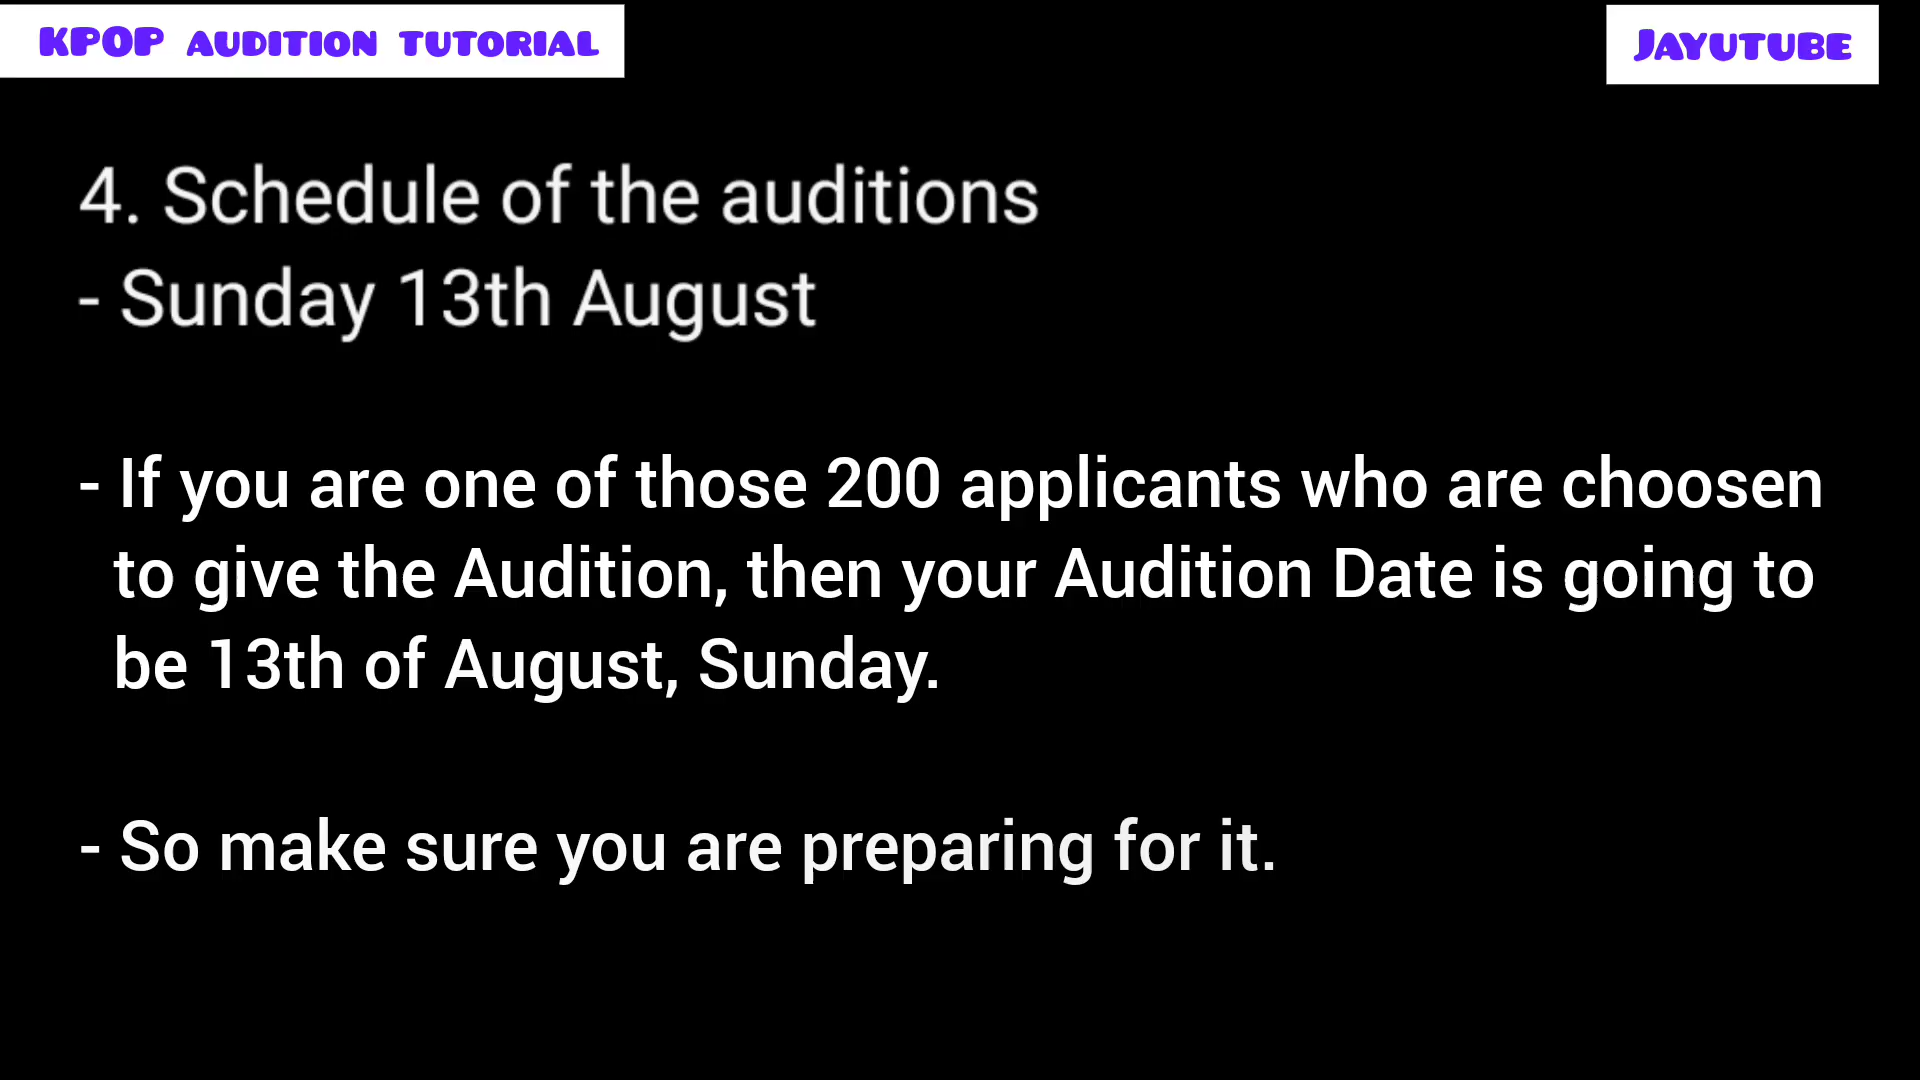 KPOP AUDITION TUTORIAL
JAYUTUBE
4. Schedule of the auditions
- Sunday 13th August
- If you are one of those 200 applicants who are choosen
to give the Audition, then your Audition Date is going to
be 13th of August, Sunday.
- So make sure you are preparing for it.